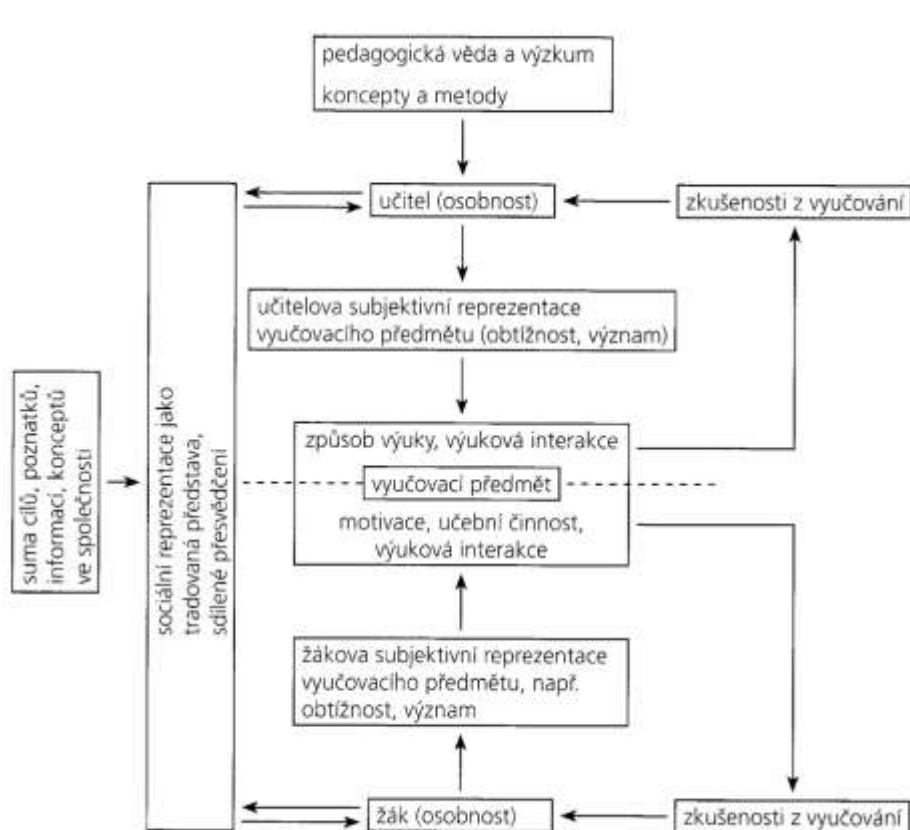 pedagogická věda a výzkum
koncepty a metody
učitel (osobnost)
zkušenosti z vyučování
učitelova subjektivní reprezentace
vyučovacího předmětu (obtížnost, význam)
suma cílů, poznatků,
informací, konceptů
ve společnosti
sociální reprezentace jako
tradovaná představa,
sdílené přesvědčení
způsob výuky, výuková interakce
vyučovací předmět
motivace, učební činnost,
výuková interakce
žákova subjektivní reprezentace
vyučovacího předmětu, např.
obtížnost, význam
žák (osobnost)
zkušenosti z vyučování